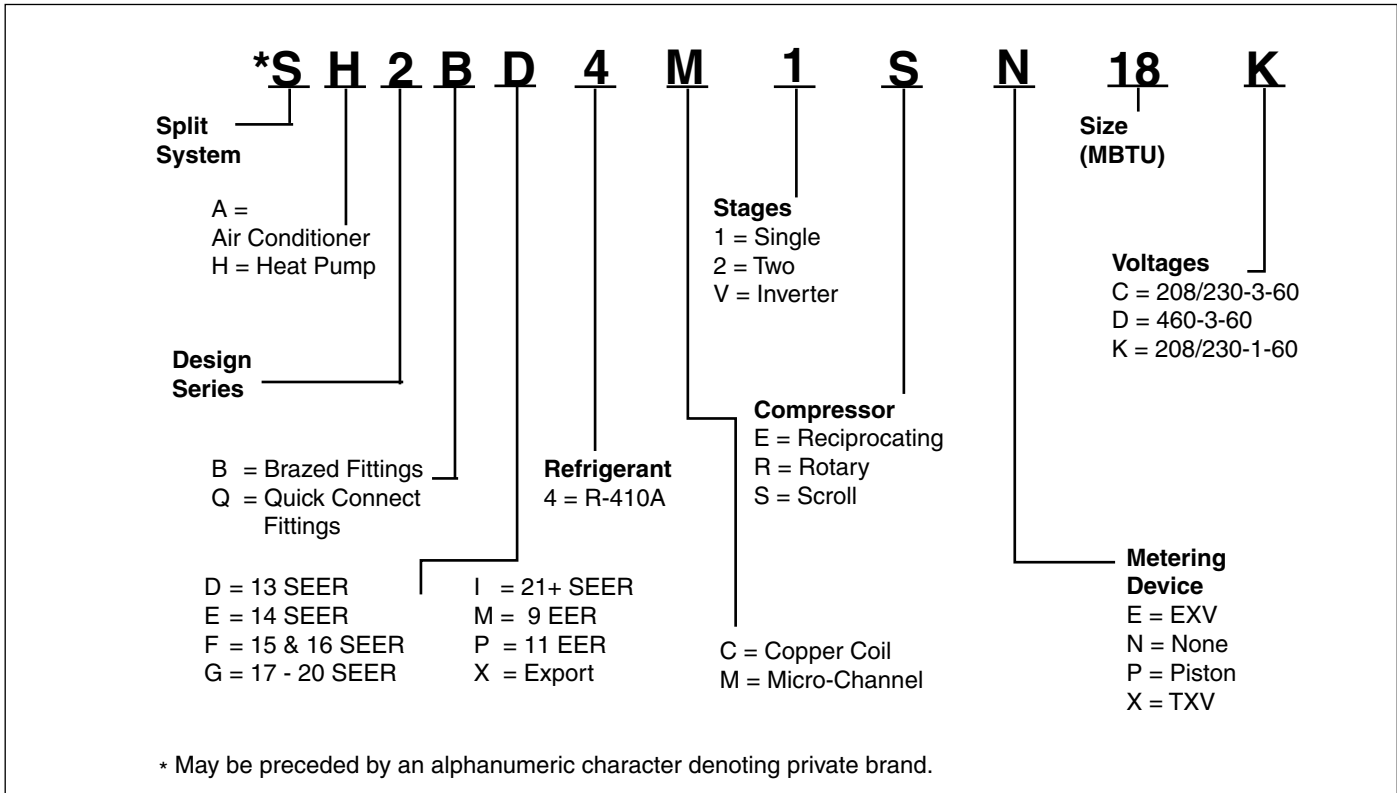 *S H 2 B D 4 M 1 S N 18 K
Split
System
A =
Air Conditioner
H = Heat Pump
Design
Series
B = Brazed Fittings
Q = Quick Connect
Fittings
D = 13 SEER
E = 14 SEER
F = 15 & 16 SEER
G = 17 - 20 SEER
I = 21+ SEER
M = 9 EER
P = 11 EER
X = Export
Refrigerant
4 = R-410A
C = Copper Coil
M = Micro-Channel
Stages
1 = Single
2 = Two
V = Inverter
Compressor
E = Reciprocating
R = Rotary
S = Scroll
Metering
Device
E = EXV
N = None
P = Piston
X = TXV
Size
(MBTU)
Voltages
C = 208/230-3-60
D = 460-3-60
K = 208/230-1-60
* May be preceded by an alphanumeric character denoting private brand.